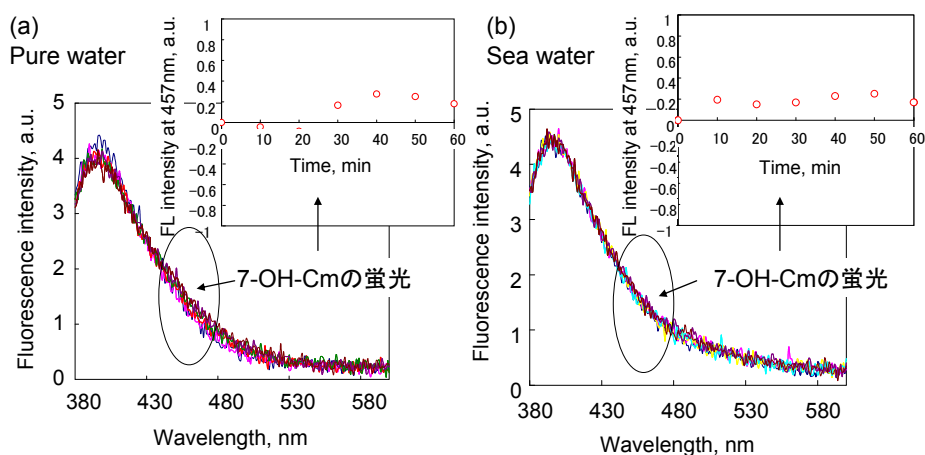 (a)
Pure water
FL intensity at 457nm, a.u.
1
0.8
0.6
0.4
0.2
0
−0.2
−0.4
−0.6
−0.8
−1
0 10 20 30 40 50 60
Time, min
Fluorescence intensity, a.u.
5
4
3
2
1
0
7-OH-Cmの蛍光
380 430 480 530 580
Wavelength, nm
(b)
Sea water
FL intensity at 457nm, a.u.
1
0.8
0.6
0.4
0.2
0
−0.2
−0.4
−0.6
−0.8
−1
0 10 20 30 40 50 60
Time, min
Fluorescence intensity, a.u.
5
4
3
2
1
0
7-OH-Cmの蛍光
380 430 480 530 580
Wavelength, nm